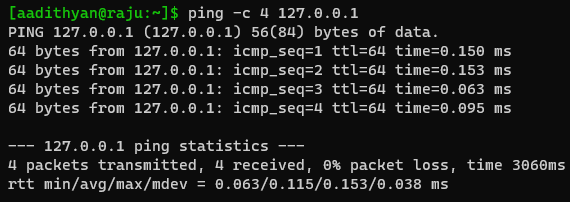 [aadithyan@raju:~]$ ping -c 4 127.0.0.1
PING 127.0.0.1 (127.0.0.1) 56(84) bytes of data.
64 bytes from 127.0.0.1: icmp_seq=1 ttl=64 time=0.150 ms
64 bytes from 127.0.0.1: icmp_seq=2 ttl=64 time=0.153 ms
64 bytes from 127.0.0.1: icmp_seq=3 ttl=64 time=0.063 ms
64 bytes from 127.0.0.1: icmp_seq=4 ttl=64 time=0.095 ms
--- 127.0.0.1 ping statistics ---
4 packets transmitted, 4 received, 0% packet loss, time 3060ms
rtt min/avg/max/mdev = 0.063/0.115/0.153/0.038 ms